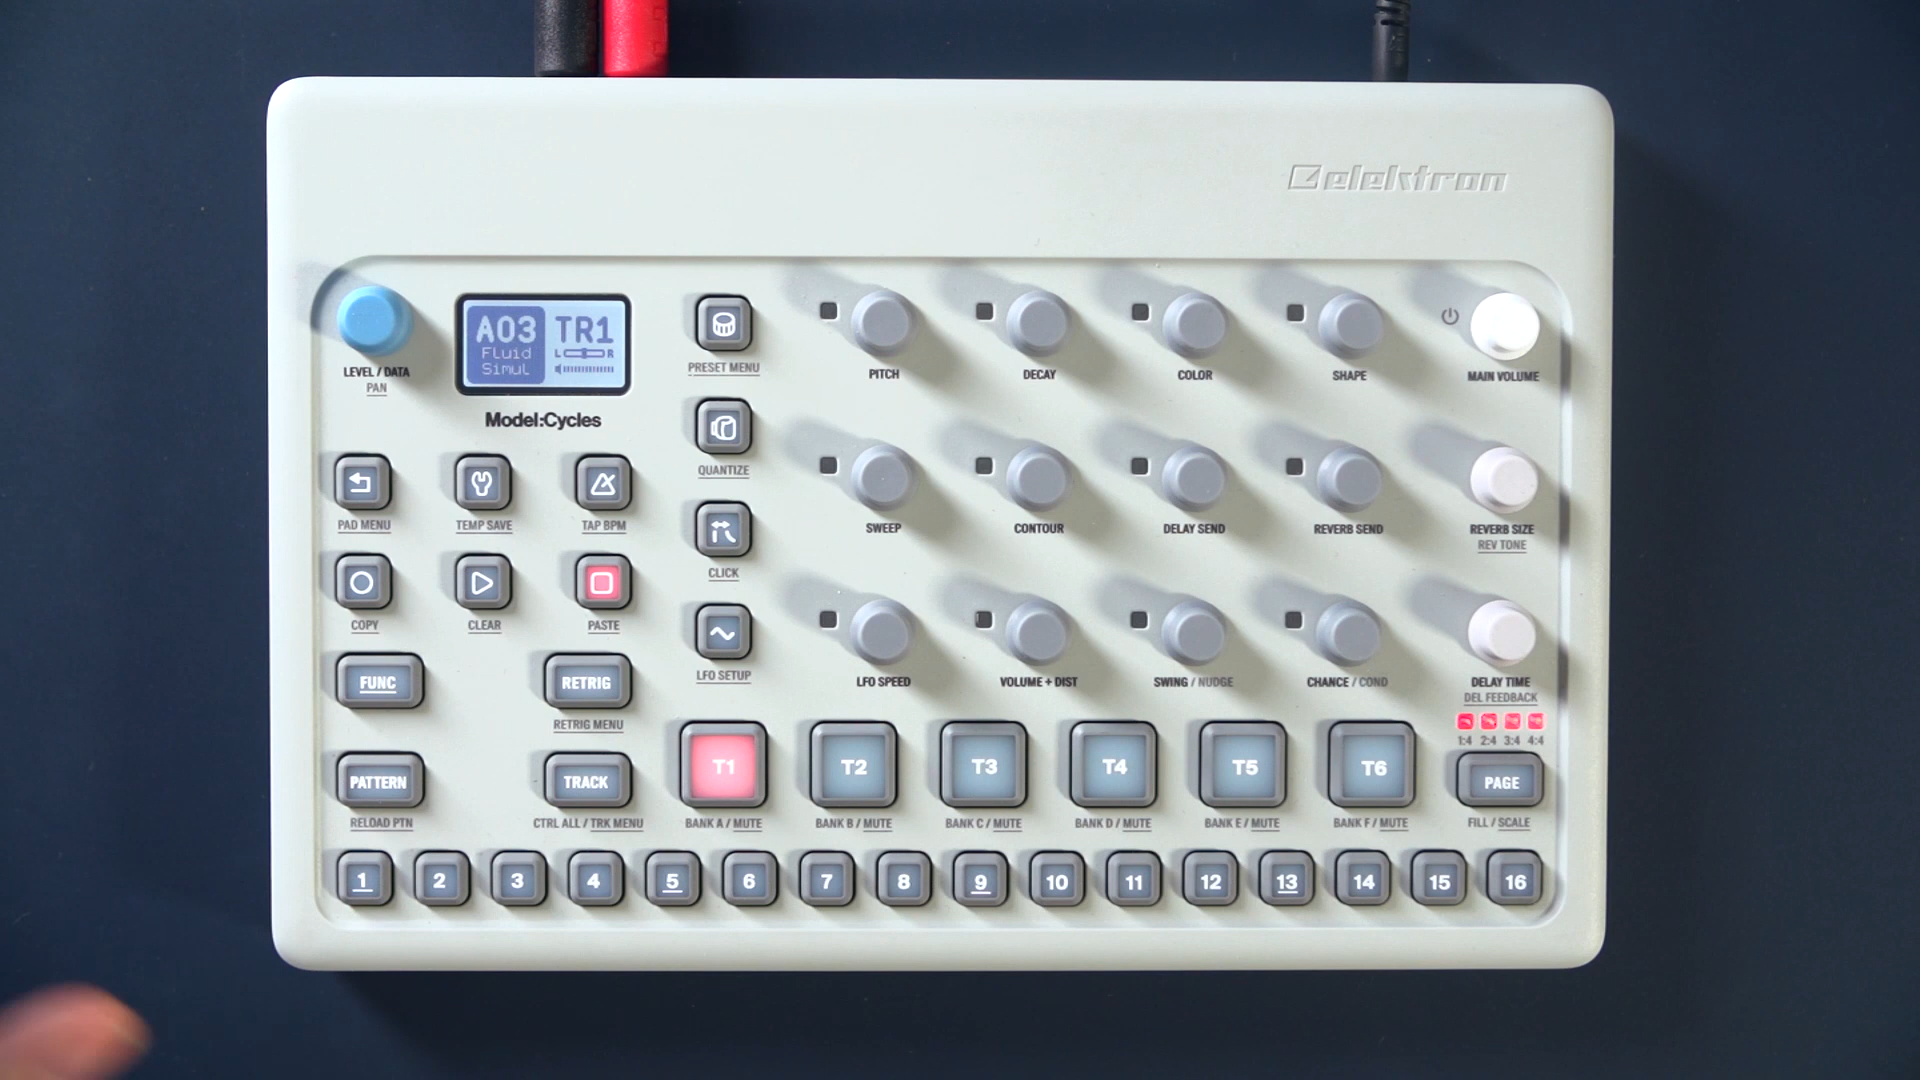 elektron
A03 TR1
Fluid L R
Simul
LEVEL / DATA
PAN
Model:Cycles
PRESET MENU
PITCH
DECAY
COLOR
SHAPE
MAIN VOLUME
QUANTIZE
PAD MENU
TEMP SAVE
TAP BPM
SWEEP
CONTOUR
DELAY SEND
REVERB SEND
REVERB SIZE
REV TONE
CLICK
COPY
CLEAR
PASTE
FUNC
RETRIG
RETRIG MENU
LFO SETUP
LFO SPEED
VOLUME + DIST
SWING / NUDGE
CHANCE / COND
DELAY TIME
DEL FEEDBACK
1:4 2:4 3:4 4:4
PATTERN
RELOAD PTN
TRACK
CTRL ALL / TRK MENU
T1
BANK A / MUTE
T2
BANK B / MUTE
T3
BANK C / MUTE
T4
BANK D / MUTE
T5
BANK E / MUTE
T6
BANK F / MUTE
PAGE
FILL / SCALE
1 2 3 4 5 6 7 8 9 10 11 12 13 14 15 16